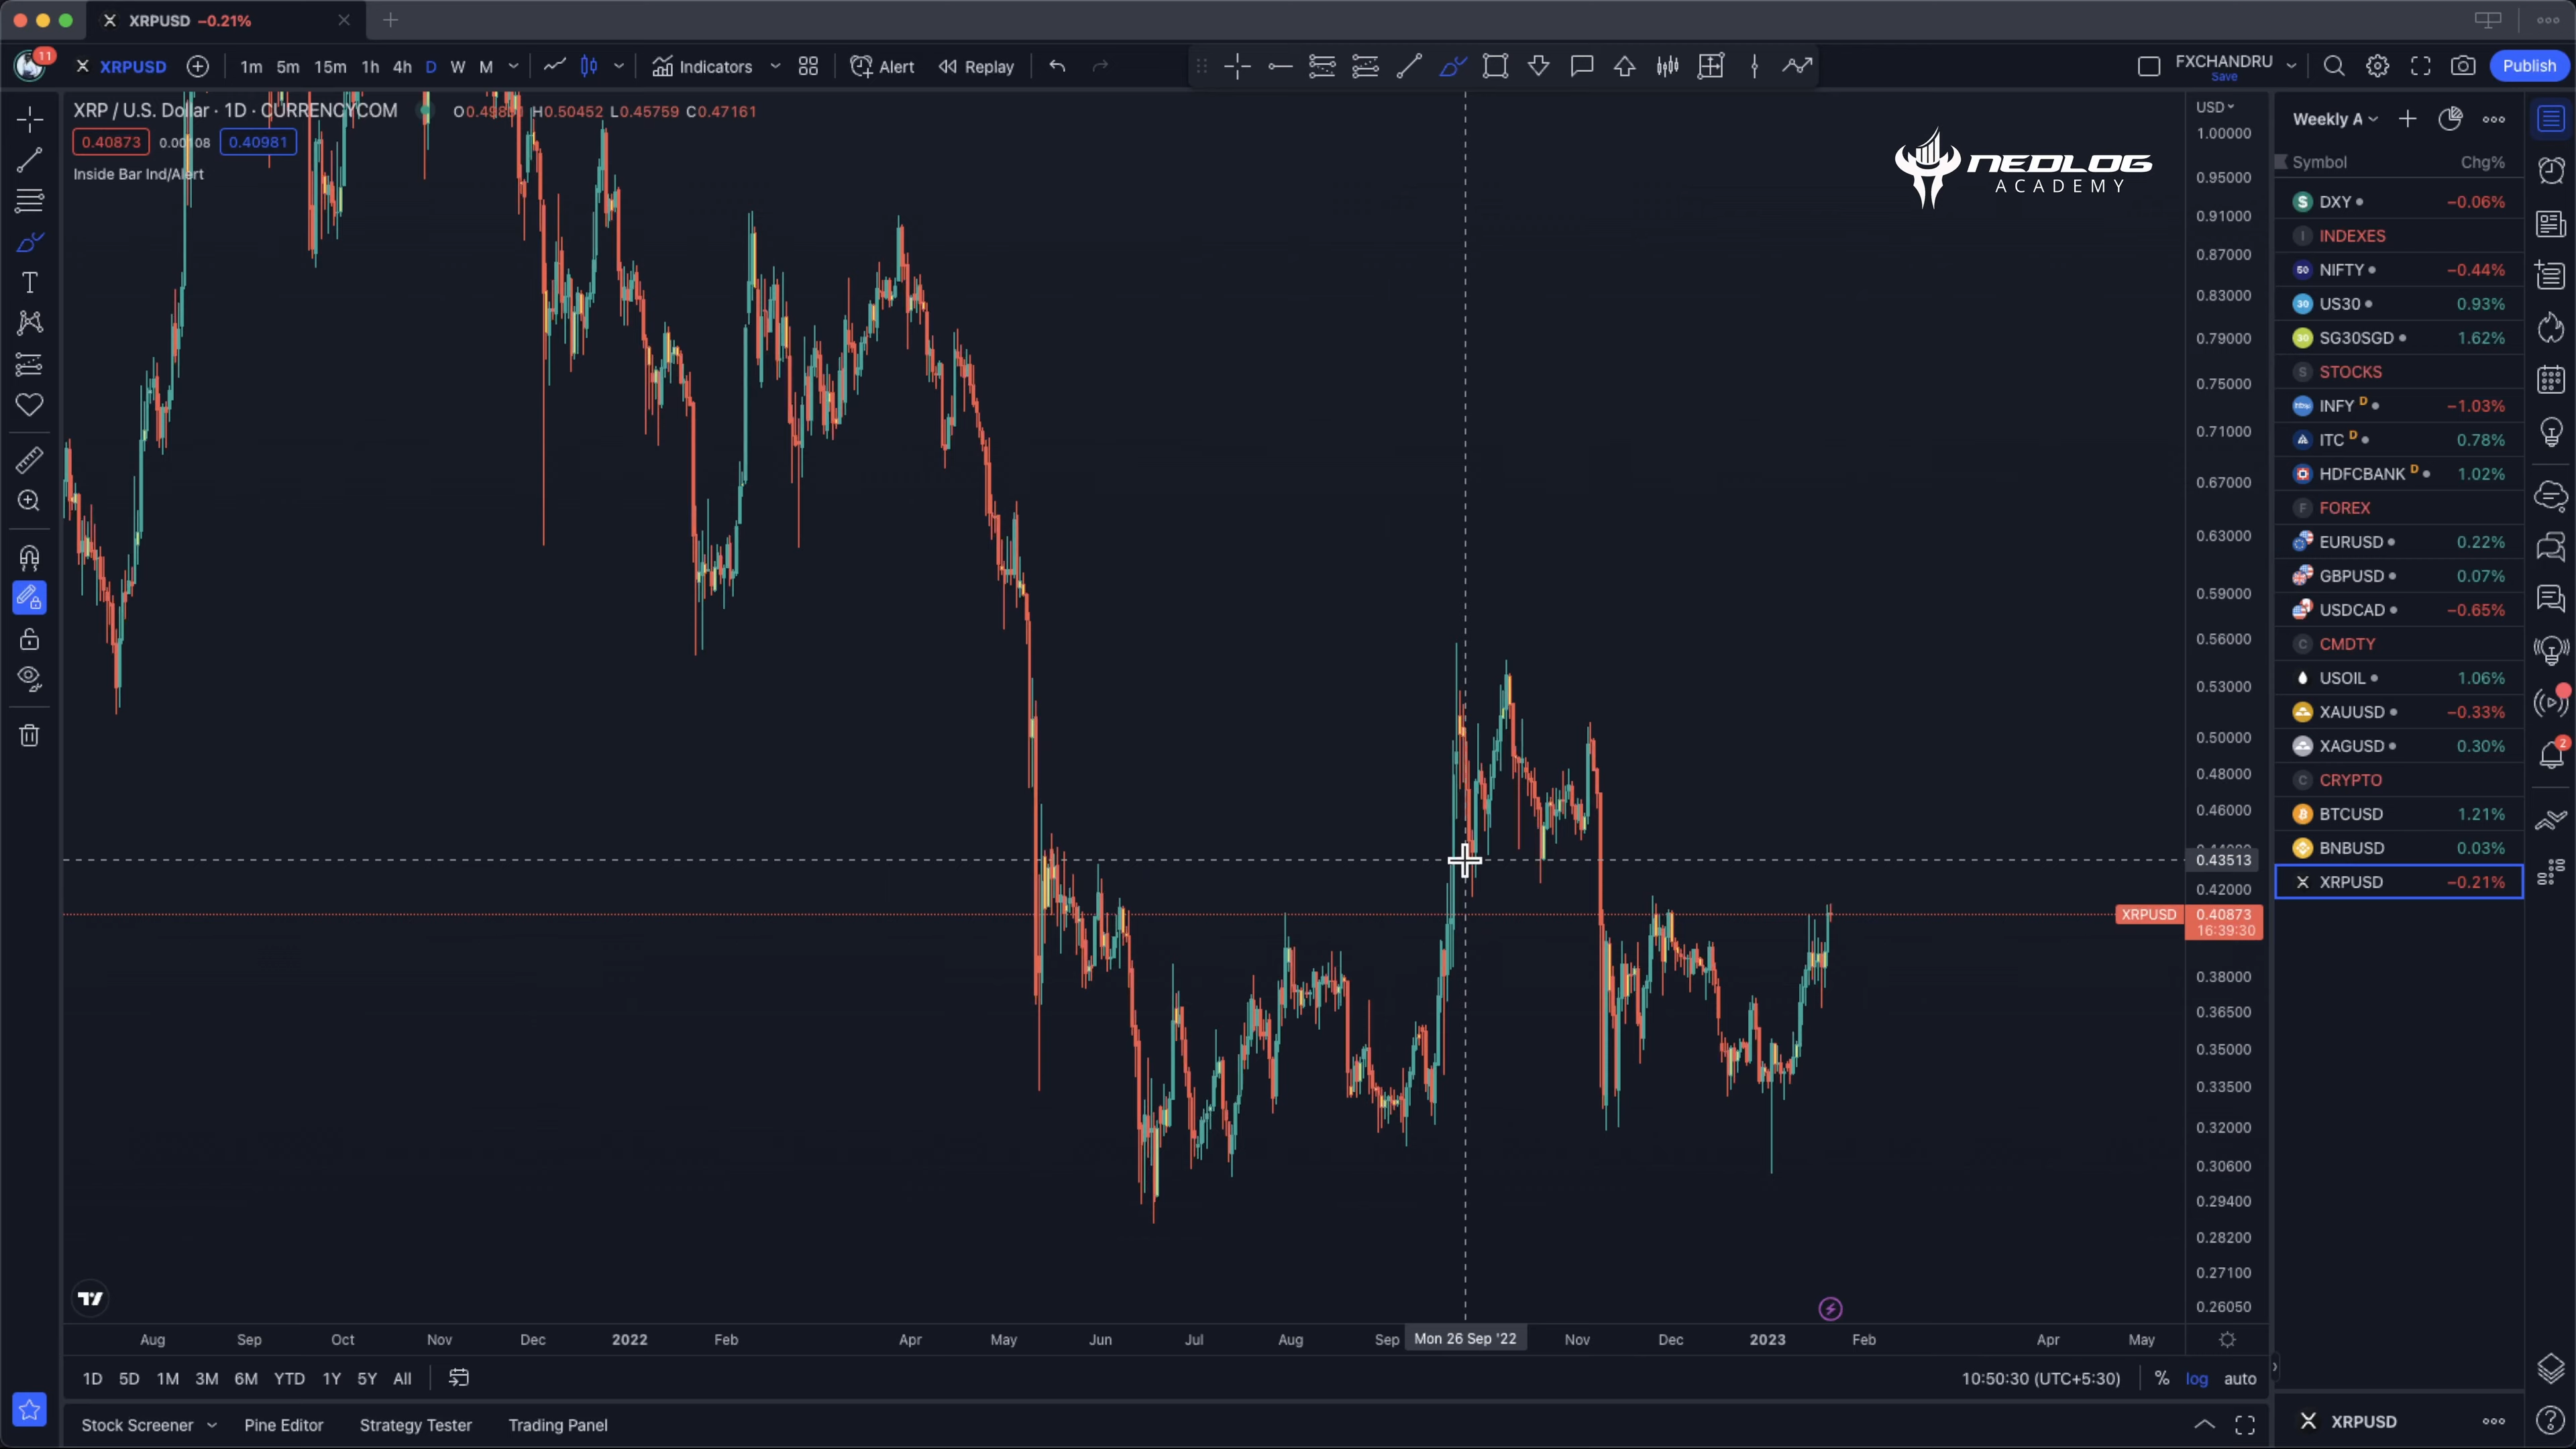 XRPUSD −0.21%
11
XRPUSD 1m 5m 15m 1h 4h D W M Indicators Alert Replay FXCHANDRU Save Publish
XRP / U.S. Dollar · 1D · CURRENCYCOM H0.50452 L0.45759 C0.47161
0.40873 0.00108 0.40981
Inside Bar Ind/Alert
NEDLOG
ACADEMY
USD
1.00000
0.95000
0.91000
0.87000
0.83000
0.79000
0.75000
0.71000
0.67000
0.63000
0.59000
0.56000
0.53000
0.50000
0.48000
0.46000
0.43513
0.42000
XRPUSD 0.40873
16:39:30
0.38000
0.36500
0.35000
0.33500
0.32000
0.30600
0.29400
0.28200
0.27100
0.26050
Weekly A
Symbol Chg%
S DXY −0.06%
I INDEXES
50 NIFTY −0.44%
30 US30 0.93%
30 SG30SGD 1.62%
S STOCKS
INFY D −1.03%
ITC D 0.78%
HDFCBANK D 1.02%
F FOREX
EURUSD 0.22%
GBPUSD 0.07%
USDCAD −0.65%
C CMDTY
USOIL 1.06%
XAUUSD −0.33%
XAGUSD 0.30%
C CRYPTO
BTCUSD 1.21%
BNBUSD 0.03%
XRPUSD −0.21%
2
Aug Sep Oct Nov Dec 2022 Feb Apr May Jun Jul Aug Sep Mon 26 Sep '22 Nov Dec 2023 Feb Apr May
1D 5D 1M 3M 6M YTD 1Y 5Y All 10:50:30 (UTC+5:30) % log auto
Stock Screener Pine Editor Strategy Tester Trading Panel
XRPUSD